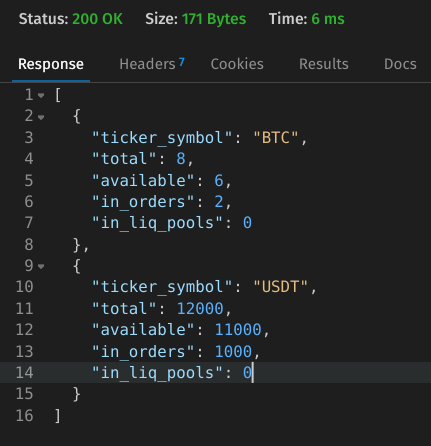 Status: 200 OK Size: 171 Bytes Time: 6 ms
Response Headers 7 Cookies Results Docs
1 [
2 {
3 "ticker_symbol": "BTC",
4 "total": 8,
5 "available": 6,
6 "in_orders": 2,
7 "in_liq_pools": 0
8 },
9 {
10 "ticker_symbol": "USDT",
11 "total": 12000,
12 "available": 11000,
13 "in_orders": 1000,
14 "in_liq_pools": 0
15 }
16 ]